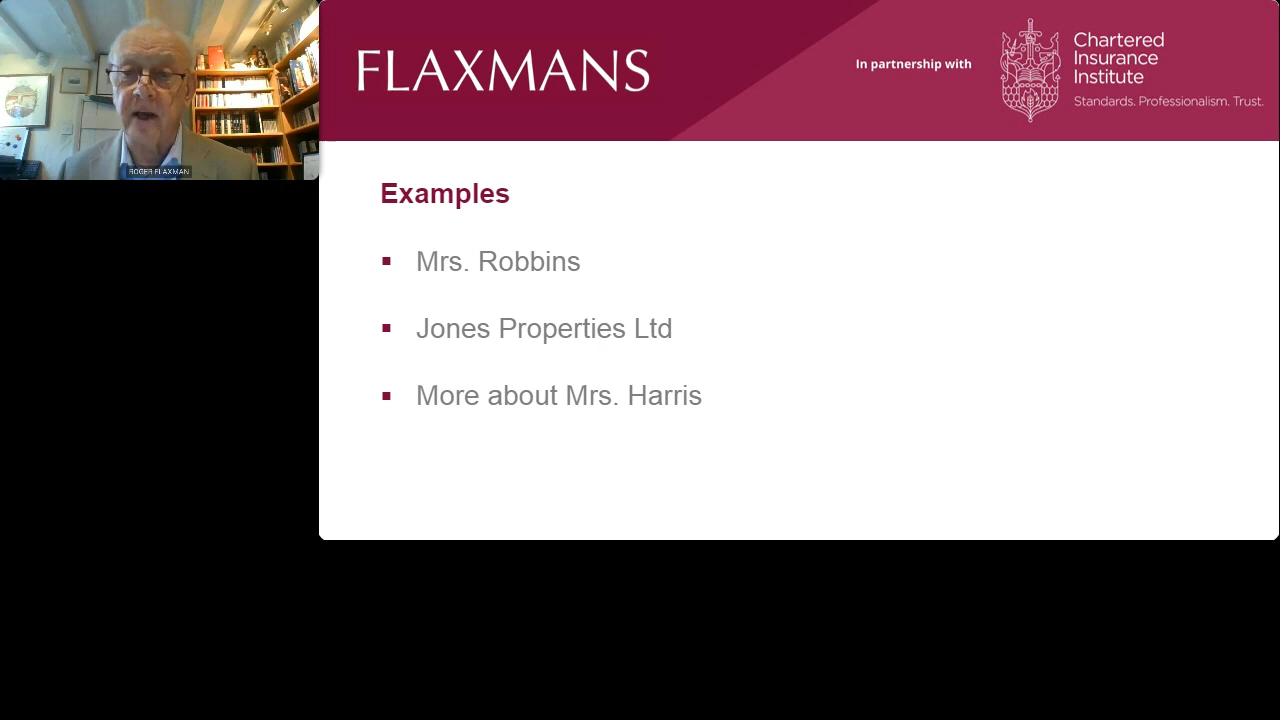 ROGER FLAXMAN
FLAXMANS
In partnership with
Chartered
Insurance
Institute
Standards. Professionalism. Trust.
Examples
Mrs. Robbins
Jones Properties Ltd
More about Mrs. Harris